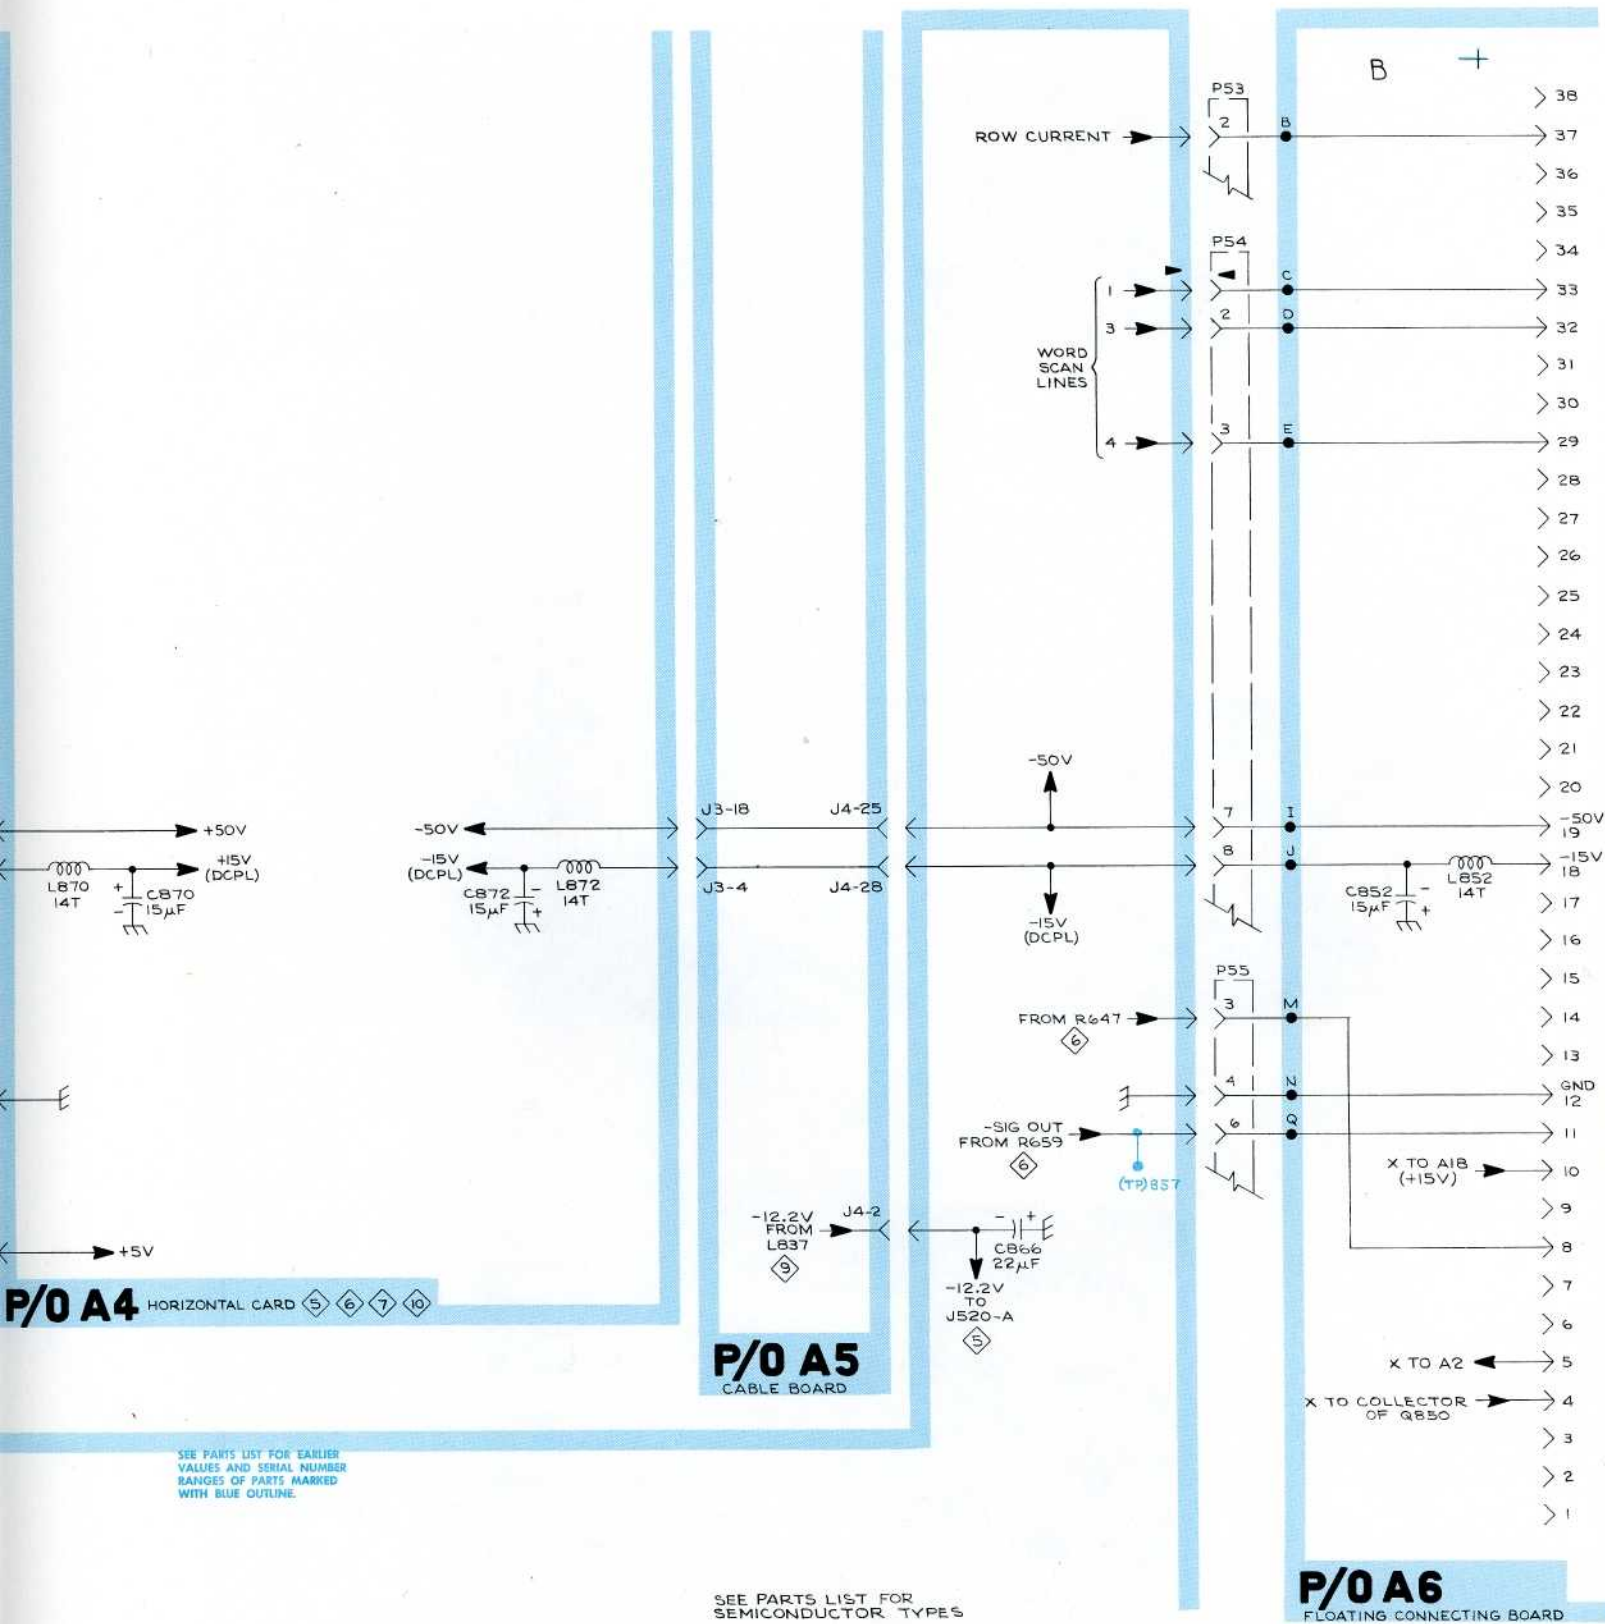 B
P53
38
ROW CURRENT
2
B
37
36
35
34
P54
C
1
33
2
D
3
32
WORD
SCAN
LINES
31
30
4
3
E
29
28
27
26
25
24
23
22
21
20
-50V
J3-18
J4-25
7
I
-50V
19
+50V
-50V
8
J
-15V
18
+15V
(DCPL)
-15V
(DCPL)
L870
14T
+
-
C870
15µF
C872
15µF
-
+
L872
14T
J3-4
J4-28
C852
15µF
-
+
L852
14T
17
-15V
(DCPL)
16
P55
15
FROM R647
6
3
M
14
13
4
N
GND
12
-SIG OUT
FROM R659
6
6
Q
11
(TP)857
X TO A18
(+15V)
10
9
-12.2V
FROM
L837
9
J4-2
- +
C866
22µF
8
+5V
7
-12.2V
TO
J520-A
5
6
P/O A4 HORIZONTAL CARD 5 6 7 10
X TO A2
5
P/O A5
CABLE BOARD
X TO COLLECTOR
OF Q850
4
3
2
1
SEE PARTS LIST FOR EARLIER
VALUES AND SERIAL NUMBER
RANGES OF PARTS MARKED
WITH BLUE OUTLINE.
SEE PARTS LIST FOR
SEMICONDUCTOR TYPES
P/O A6
FLOATING CONNECTING BOARD